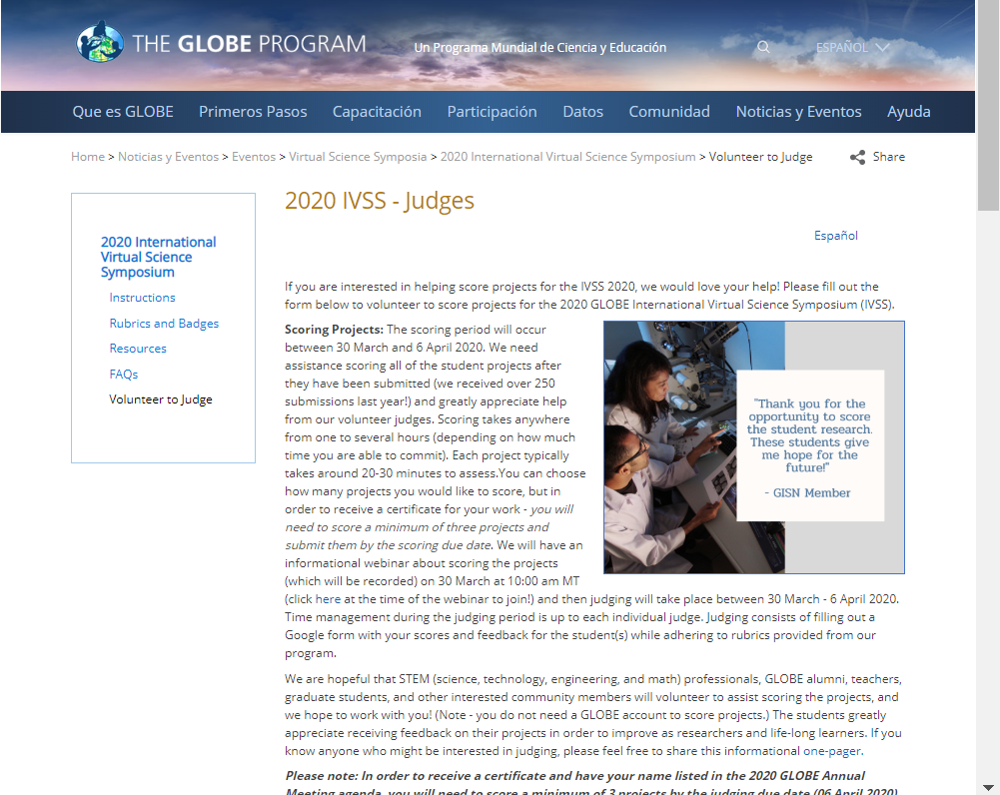 THE GLOBE PROGRAM
Un Programa Mundial de Ciencia y Educación
ESPAÑOL
Que es GLOBE Primeros Pasos Capacitación Participación Datos Comunidad Noticias y Eventos Ayuda
Home > Noticias y Eventos > Eventos > Virtual Science Symposia > 2020 International Virtual Science Symposium > Volunteer to Judge
Share
2020 International
Virtual Science
Symposium
Instructions
Rubrics and Badges
Resources
FAQs
Volunteer to Judge
2020 IVSS - Judges
Español
If you are interested in helping score projects for the IVSS 2020, we would love your help! Please fill out the
form below to volunteer to score projects for the 2020 GLOBE International Virtual Science Symposium (IVSS).
Scoring Projects: The scoring period will occur
between 30 March and 6 April 2020. We need
assistance scoring all of the student projects after
they have been submitted (we received over 250
submissions last year!) and greatly appreciate help
from our volunteer judges. Scoring takes anywhere
from one to several hours (depending on how much
time you are able to commit). Each project typically
takes around 20-30 minutes to assess.You can choose
how many projects you would like to score, but in
order to receive a certificate for your work - you will
need to score a minimum of three projects and
submit them by the scoring due date. We will have an
informational webinar about scoring the projects
(which will be recorded) on 30 March at 10:00 am MT
(click here at the time of the webinar to join!) and then judging will take place between 30 March - 6 April 2020.
Time management during the judging period is up to each individual judge. Judging consists of filling out a
Google form with your scores and feedback for the student(s) while adhering to rubrics provided from our
program.
"Thank you for the
opportunity to score
the student research.
These students give
me hope for the
future!"
- GISN Member
We are hopeful that STEM (science, technology, engineering, and math) professionals, GLOBE alumni, teachers,
graduate students, and other interested community members will volunteer to assist scoring the projects, and
we hope to work with you! (Note - you do not need a GLOBE account to score projects.) The students greatly
appreciate receiving feedback on their projects in order to improve as researchers and life-long learners. If you
know anyone who might be interested in judging, please feel free to share this informational one-pager.
Please note: In order to receive a certificate and have your name listed in the 2020 GLOBE Annual
Meeting agenda, you will need to score a minimum of 3 projects by the judging due date (06 April 2020)